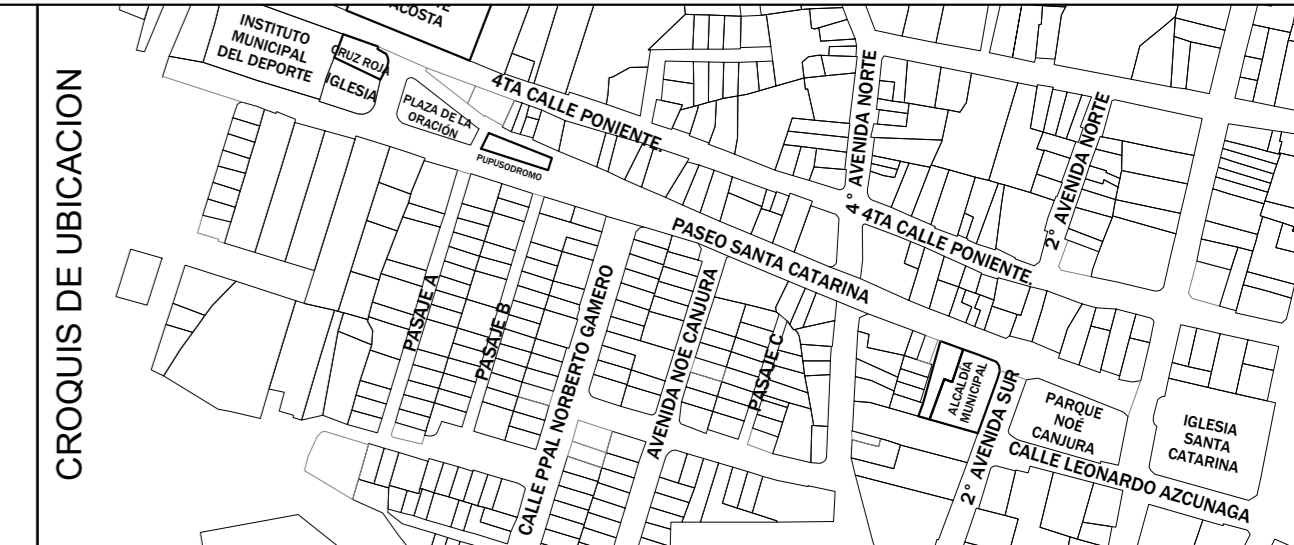 CROQUIS DE UBICACION
ACOSTA
INSTITUTO
MUNICIPAL
DEL DEPORTE
CRUZ ROJA
IGLESIA
PLAZA DE LA
ORACIÓN
PUPUSODROMO
4TA CALLE PONIENTE.
4° AVENIDA NORTE
2° AVENIDA NORTE
4TA CALLE PONIENTE.
PASEO SANTA CATARINA
PASAJE A
PASAJE B
CALLE PPAL NORBERTO GAMERO
AVENIDA NOE CANJURA
PASAJE C
ALCALDÍA
MUNICIPAL
2° AVENIDA SUR
PARQUE
NOÉ
CANJURA
IGLESIA
SANTA
CATARINA
CALLE LEONARDO AZCUNAGA